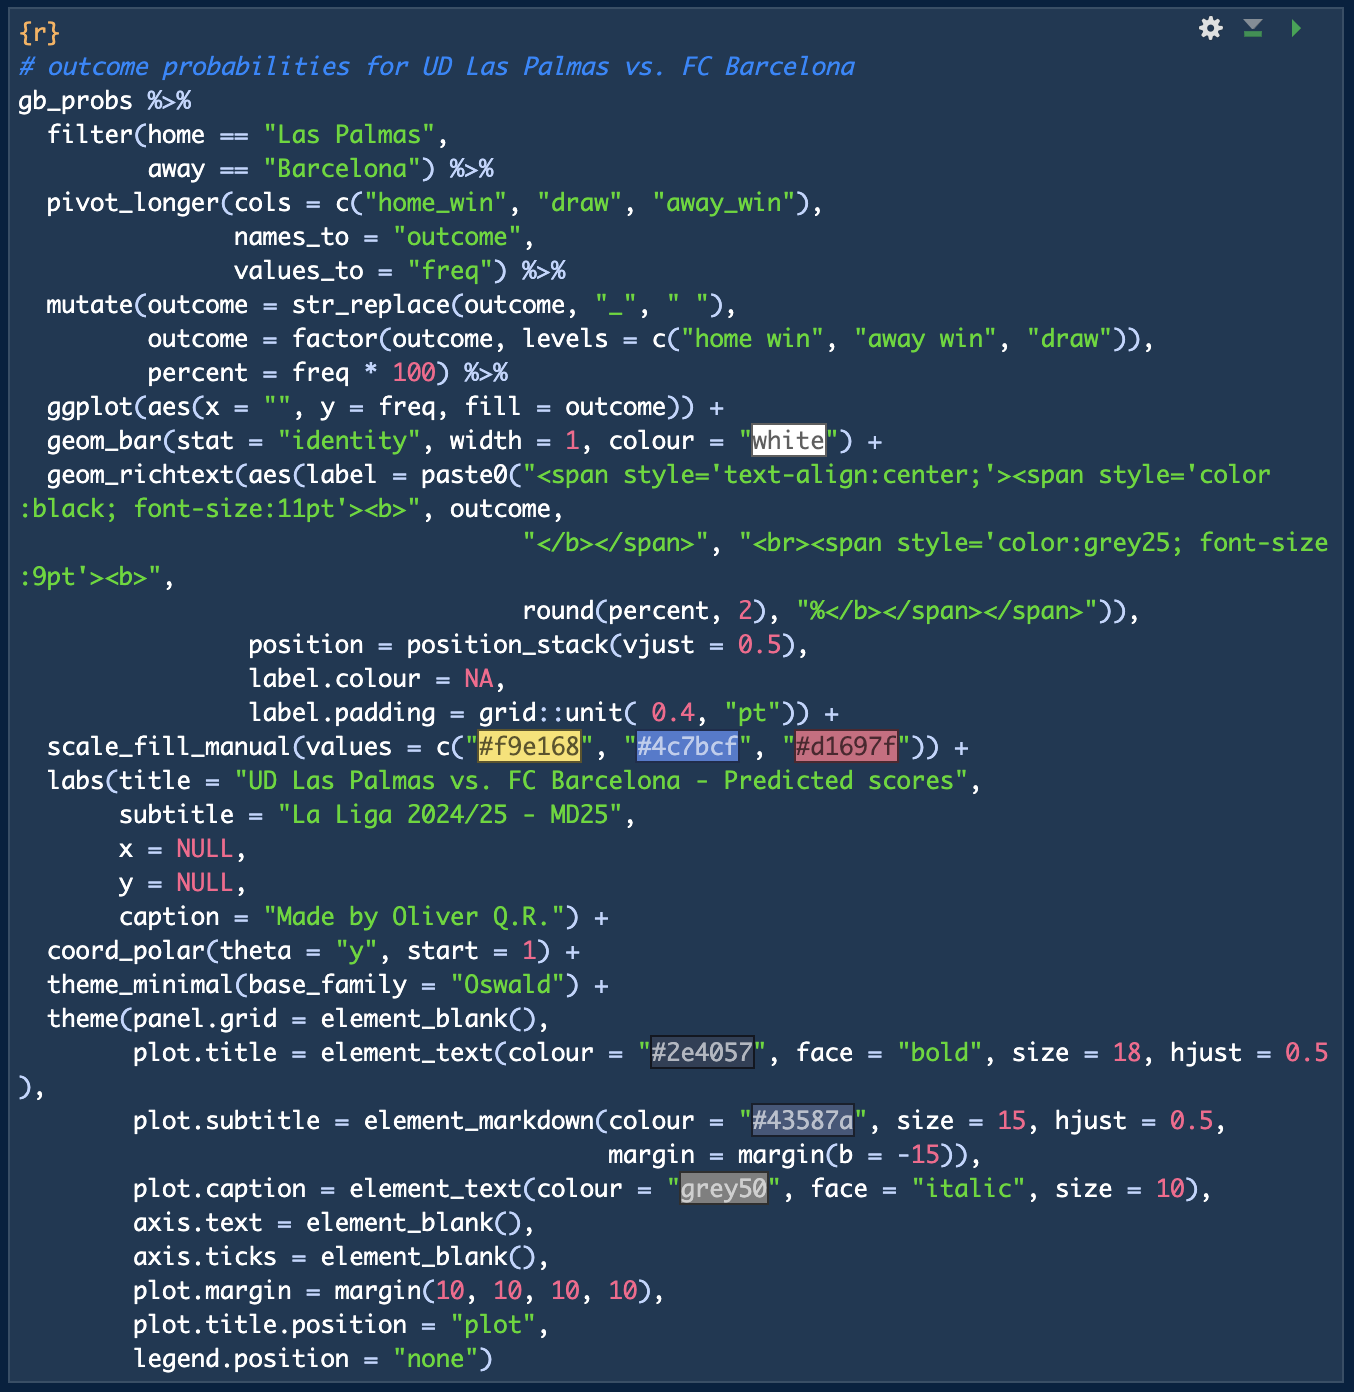 {r}
# outcome probabilities for UD Las Palmas vs. FC Barcelona
gb_probs %>%
  filter(home == "Las Palmas",
         away == "Barcelona") %>%
  pivot_longer(cols = c("home_win", "draw", "away_win"),
               names_to = "outcome",
               values_to = "freq") %>%
  mutate(outcome = str_replace(outcome, "_", " "),
         outcome = factor(outcome, levels = c("home win", "away win", "draw")),
         percent = freq * 100) %>%
  ggplot(aes(x = "", y = freq, fill = outcome)) +
  geom_bar(stat = "identity", width = 1, colour = "white") +
  geom_richtext(aes(label = paste0("<span style='text-align:center;'><span style='color
:black; font-size:11pt'><b>", outcome,
                                   "</b></span>", "<br><span style='color:grey25; font-size
:9pt'><b>",
                                   round(percent, 2), "%</b></span></span>")),
                position = position_stack(vjust = 0.5),
                label.colour = NA,
                label.padding = grid::unit( 0.4, "pt")) +
  scale_fill_manual(values = c("#f9e168", "#4c7bcf", "#d1697f")) +
  labs(title = "UD Las Palmas vs. FC Barcelona - Predicted scores",
       subtitle = "La Liga 2024/25 - MD25",
       x = NULL,
       y = NULL,
       caption = "Made by Oliver Q.R.") +
  coord_polar(theta = "y", start = 1) +
  theme_minimal(base_family = "Oswald") +
  theme(panel.grid = element_blank(),
        plot.title = element_text(colour = "#2e4057", face = "bold", size = 18, hjust = 0.5
),
        plot.subtitle = element_markdown(colour = "#43587a", size = 15, hjust = 0.5,
                                         margin = margin(b = -15)),
        plot.caption = element_text(colour = "grey50", face = "italic", size = 10),
        axis.text = element_blank(),
        axis.ticks = element_blank(),
        plot.margin = margin(10, 10, 10, 10),
        plot.title.position = "plot",
        legend.position = "none")